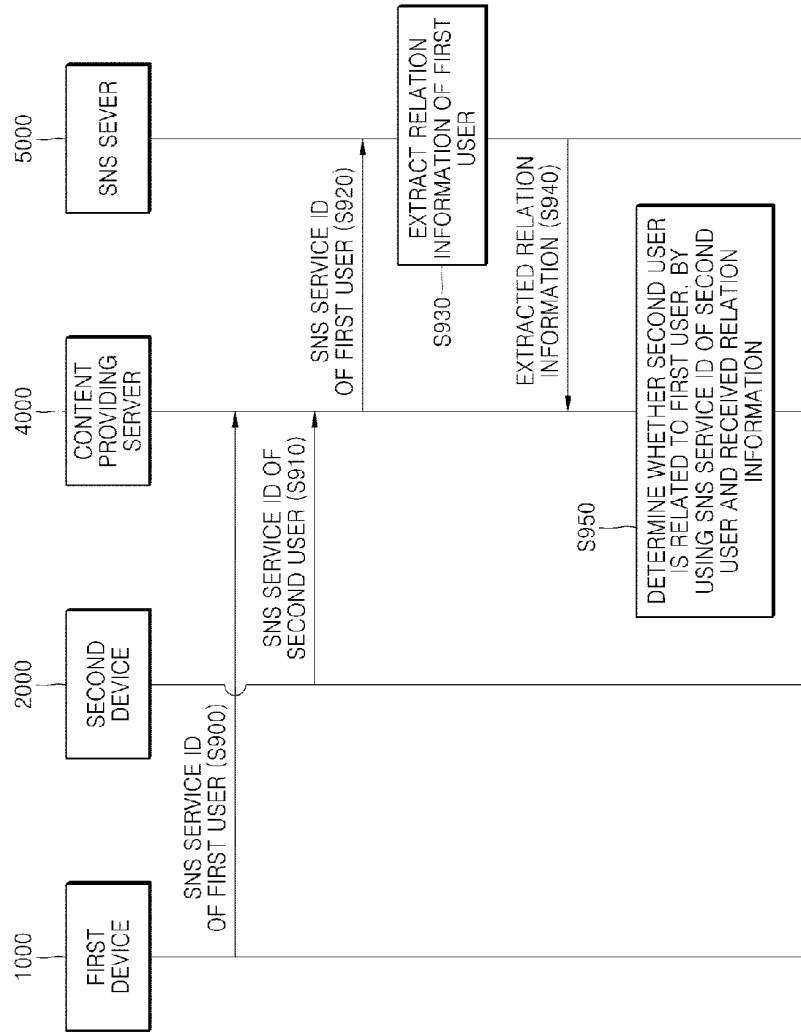 1000
2000
4000
5000
FIRST
DEVICE
SECOND
DEVICE
CONTENT
PROVIDING
SERVER
SNS SEVER
SNS SERVICE ID
OF FIRST USER (S900)
SNS SERVICE ID OF
SECOND USER (S910)
SNS SERVICE ID
OF FIRST USER (S920)
S930
EXTRACT RELATION
INFORMATION OF FIRST
USER
EXTRACTED RELATION
INFORMATION (S940)
S950
DETERMINE WHETHER SECOND USER
IS RELATED TO FIRST USER, BY
USING SNS SERVICE ID OF SECOND
USER AND RECEIVED RELATION
INFORMATION